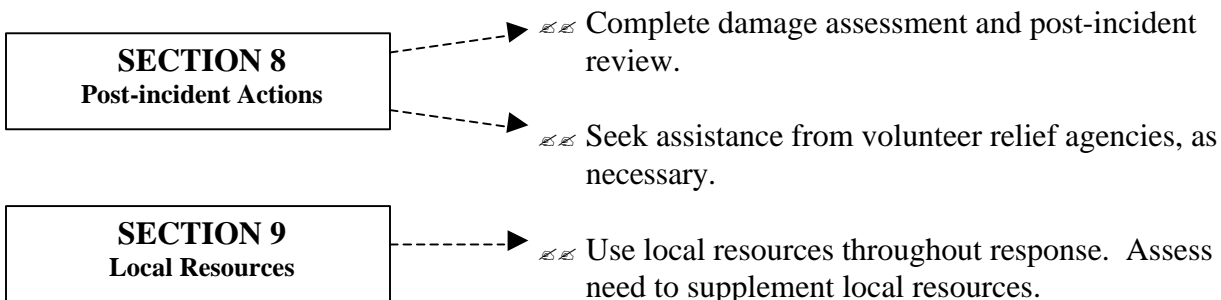 SECTION 8
Post-incident Actions
Complete damage assessment and post-incident
review.
Seek assistance from volunteer relief agencies, as
necessary.
SECTION 9
Local Resources
Use local resources throughout response.  Assess
need to supplement local resources.